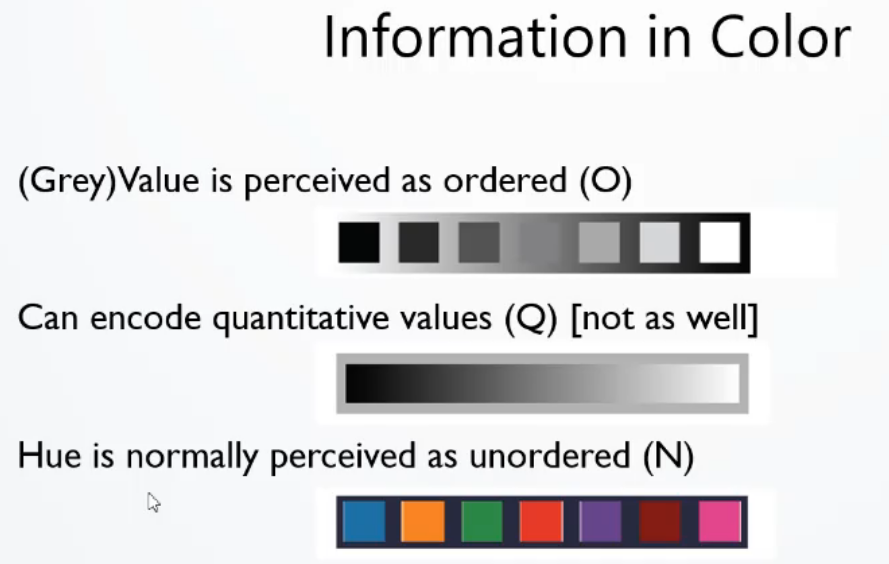 Information in Color
(Grey)Value is perceived as ordered (O)
Can encode quantitative values (Q) [not as well]
Hue is normally perceived as unordered (N)